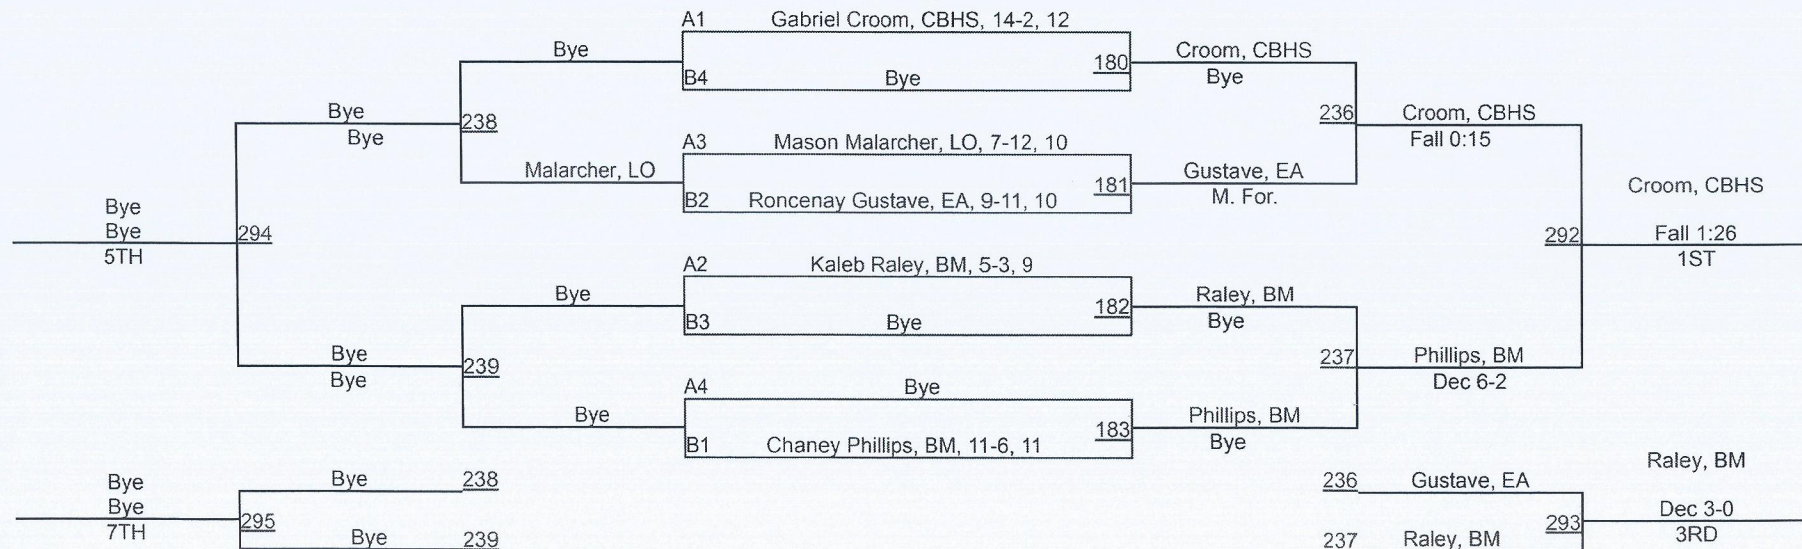 A1 Gabriel Croom, CBHS, 14-2, 12
Bye
180
Croom, CBHS
B4 Bye
Bye
Bye
238
236
Croom, CBHS
Bye
Fall 0:15
A3 Mason Malarcher, LO, 7-12, 10
Malarcher, LO
181
Gustave, EA
B2 Roncenay Gustave, EA, 9-11, 10
M. For.
Croom, CBHS
Bye
Bye
294
292
Fall 1:26
5TH
1ST
A2 Kaleb Raley, BM, 5-3, 9
Bye
182
Raley, BM
B3 Bye
Bye
Bye
239
237
Phillips, BM
Bye
Dec 6-2
A4 Bye
Bye
183
Phillips, BM
B1 Chaney Phillips, BM, 11-6, 11
Bye
Raley, BM
Bye
Bye
238
236
Gustave, EA
Bye
295
293
Dec 3-0
7TH
3RD
Bye
239
237
Raley, BM